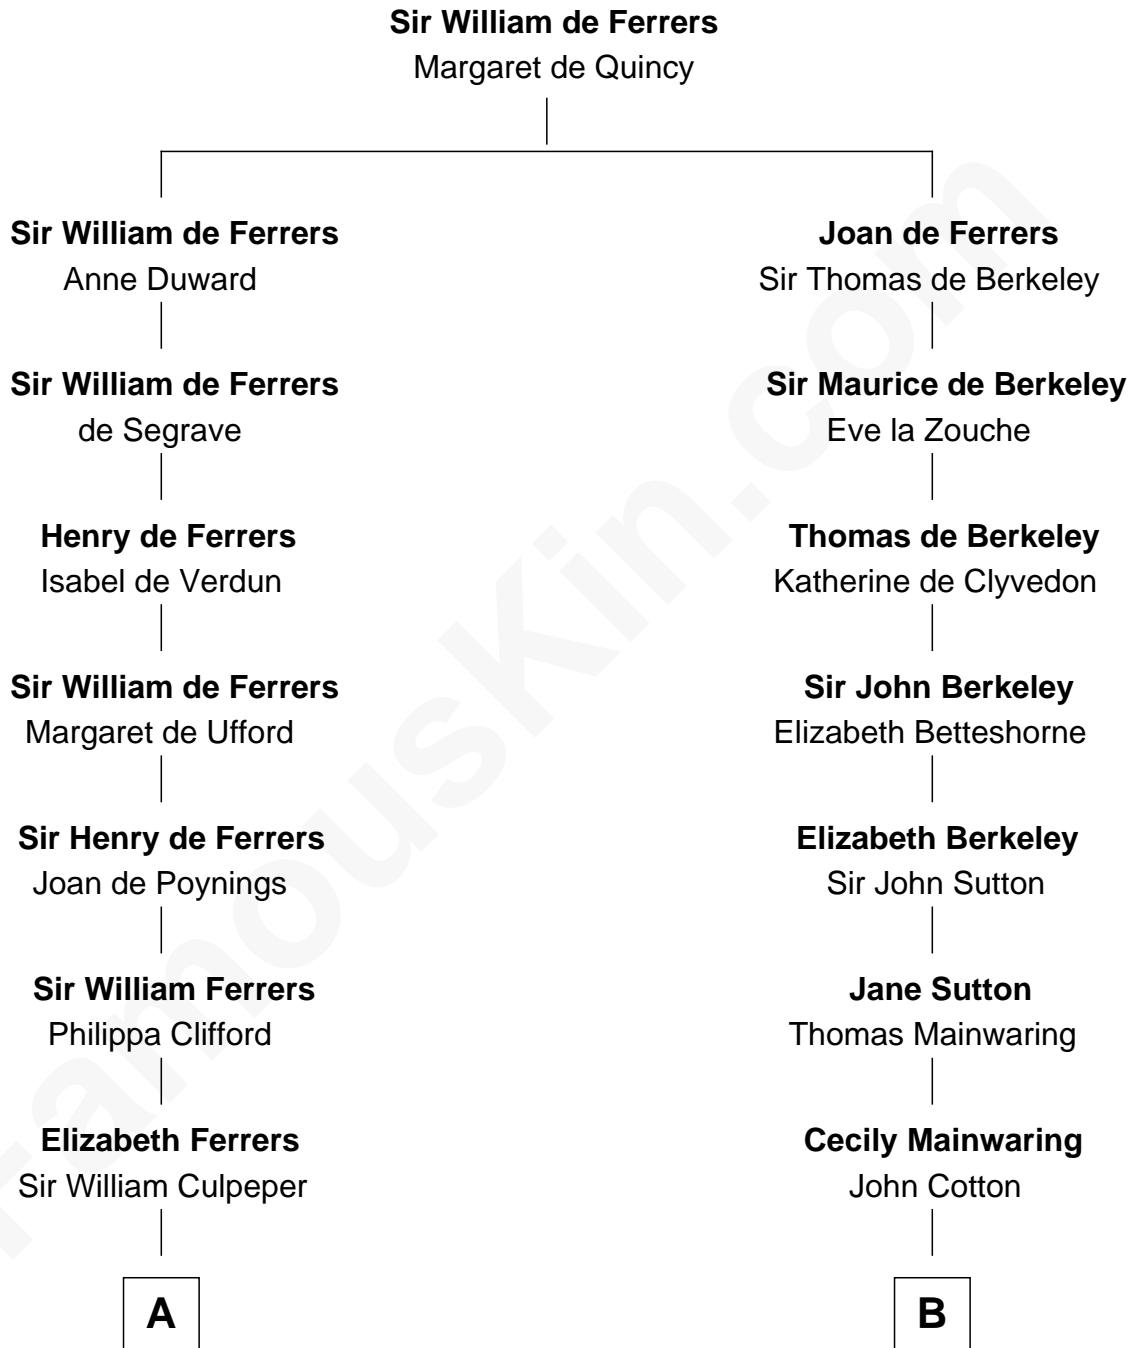 Sir William de Ferrers
Margaret de Quincy
Sir William de Ferrers
Anne Duward
Joan de Ferrers
Sir Thomas de Berkeley
Sir William de Ferrers
de Segrave
Sir Maurice de Berkeley
Eve la Zouche
Henry de Ferrers
Isabel de Verdun
Thomas de Berkeley
Katherine de Clyvedon
Sir William de Ferrers
Margaret de Ufford
Sir John Berkeley
Elizabeth Betteshorne
Sir Henry de Ferrers
Joan de Poynings
Elizabeth Berkeley
Sir John Sutton
Sir William Ferrers
Philippa Clifford
Jane Sutton
Thomas Mainwaring
Elizabeth Ferrers
Sir William Culpeper
Cecily Mainwaring
John Cotton
A
B
FamousKin.com